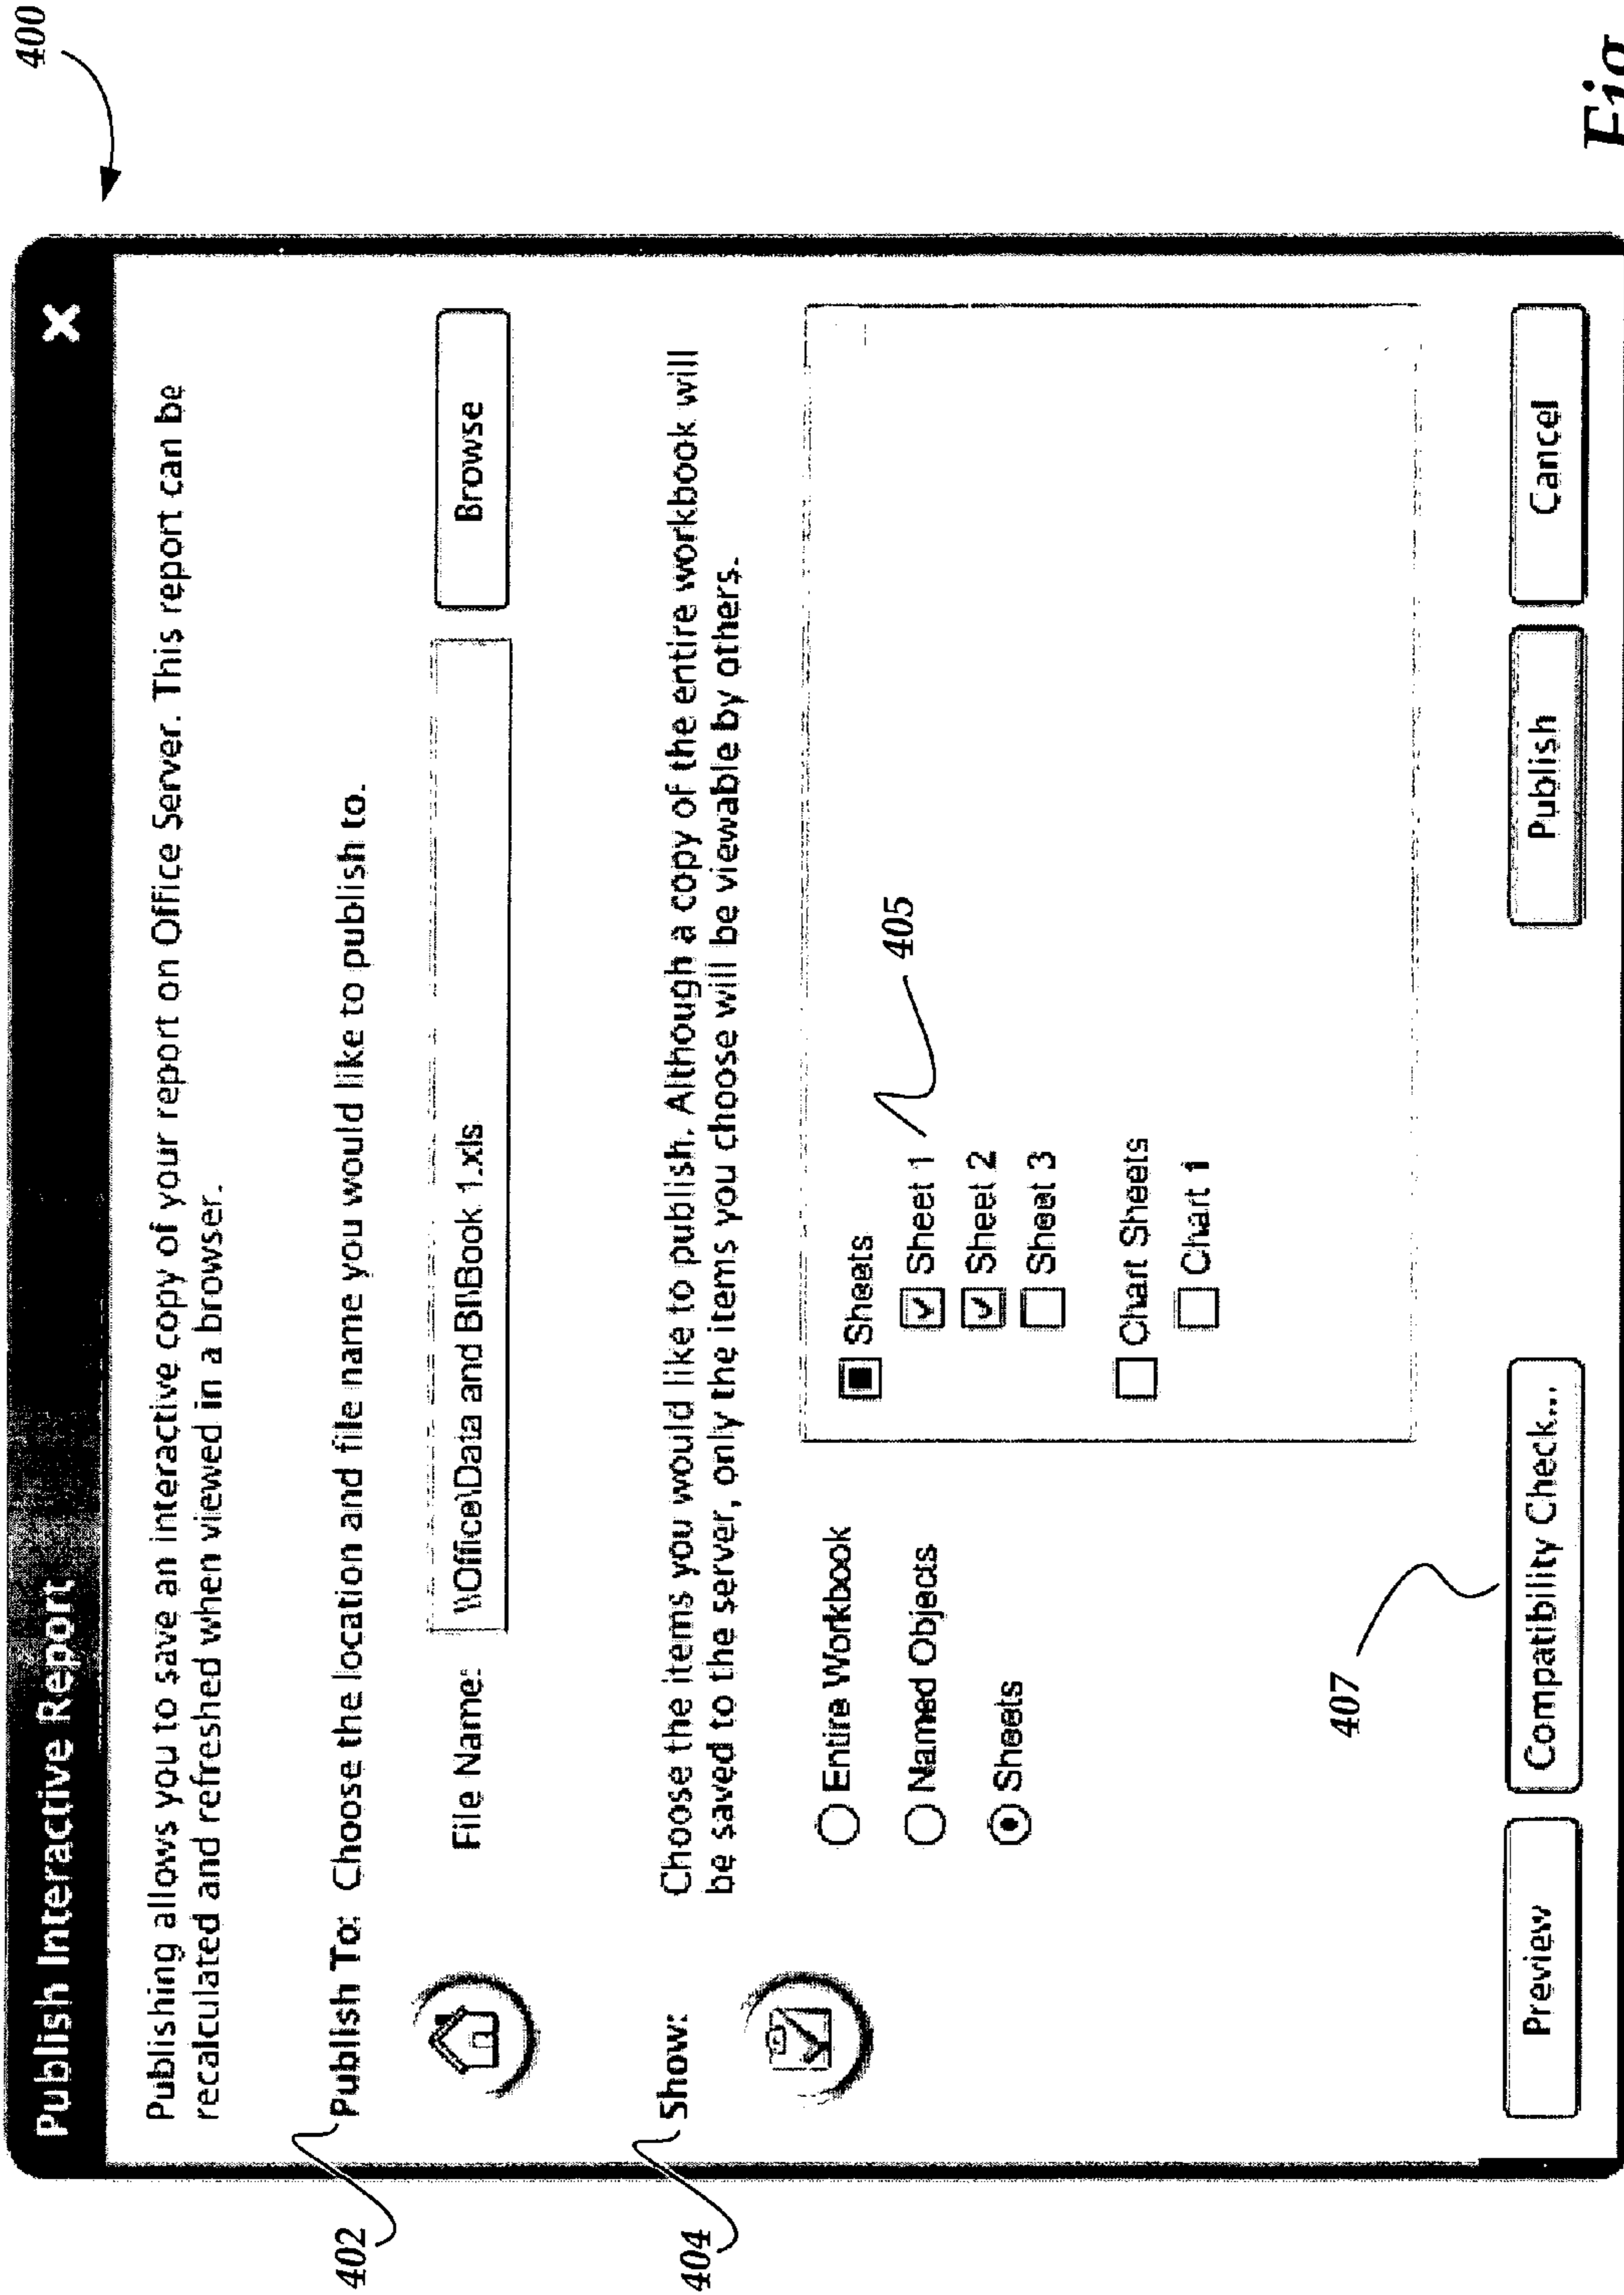 400
Publish Interactive Report
Publishing allows you to save an interactive copy of your report on Office Server. This report can be
recalculated and refreshed when viewed in a browser.
402
Publish To: Choose the location and file name you would like to publish to.
File Name: \\Office\Data and BI\Book 1.xls Browse
404
Show: Choose the items you would like to publish. Although a copy of the entire workbook will
be saved to the server, only the items you choose will be viewable by others.
Entire Workbook
Named Objects
Sheets
Sheets
Sheet 1
405
Sheet 2
Sheet 3
Chart Sheets
Chart 1
407
Preview Compatibility Check... Publish Cancel
Fig